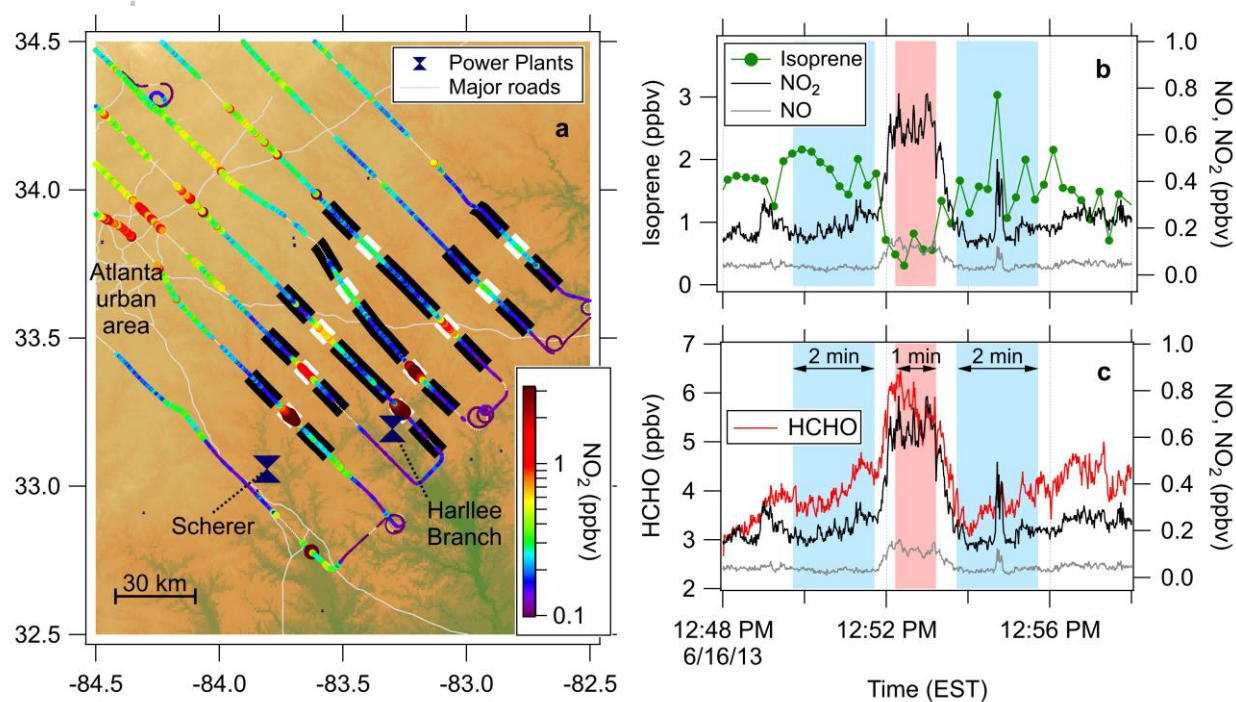 34.5
34.0
33.5
33.0
32.5
-84.5
-84.0
-83.5
-83.0
-82.5
Power Plants
Major roads
a
Atlanta
urban
area
Scherer
Harllee
Branch
30 km
NO₂ (ppbv)
1
0.1
Isoprene
NO₂
NO
b
Isoprene (ppbv)
3
2
1
0
NO, NO₂ (ppbv)
1.0
0.8
0.6
0.4
0.2
0.0
2 min
1 min
2 min
c
HCHO
HCHO (ppbv)
7
6
5
4
3
2
NO, NO₂ (ppbv)
1.0
0.8
0.6
0.4
0.2
0.0
12:48 PM
6/16/13
12:52 PM
12:56 PM
Time (EST)